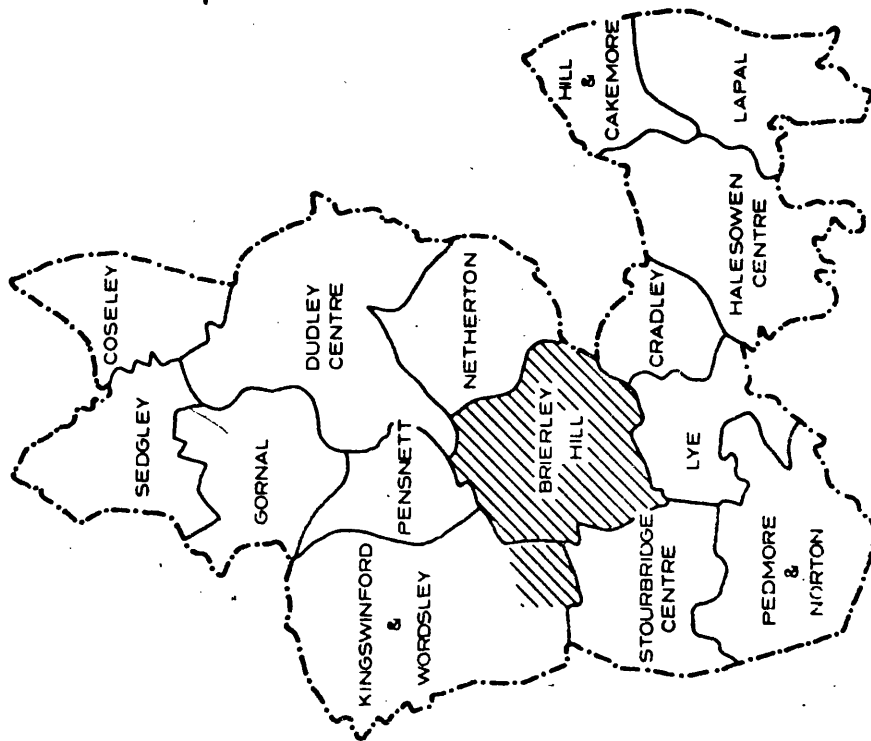 COSELEY
SEDGLEY
GORNAL
DUDLEY
CENTRE
PENSNETT
NETHERTON
KINGSWINFORD
&
WORDSLEY
BRIERLEY
HILL
STOURBRIDGE
CENTRE
LYE
CRADLEY
PEDMORE
&
NORTON
HALESOWEN
CENTRE
HILL
&
CAKEMORE
LAPAL